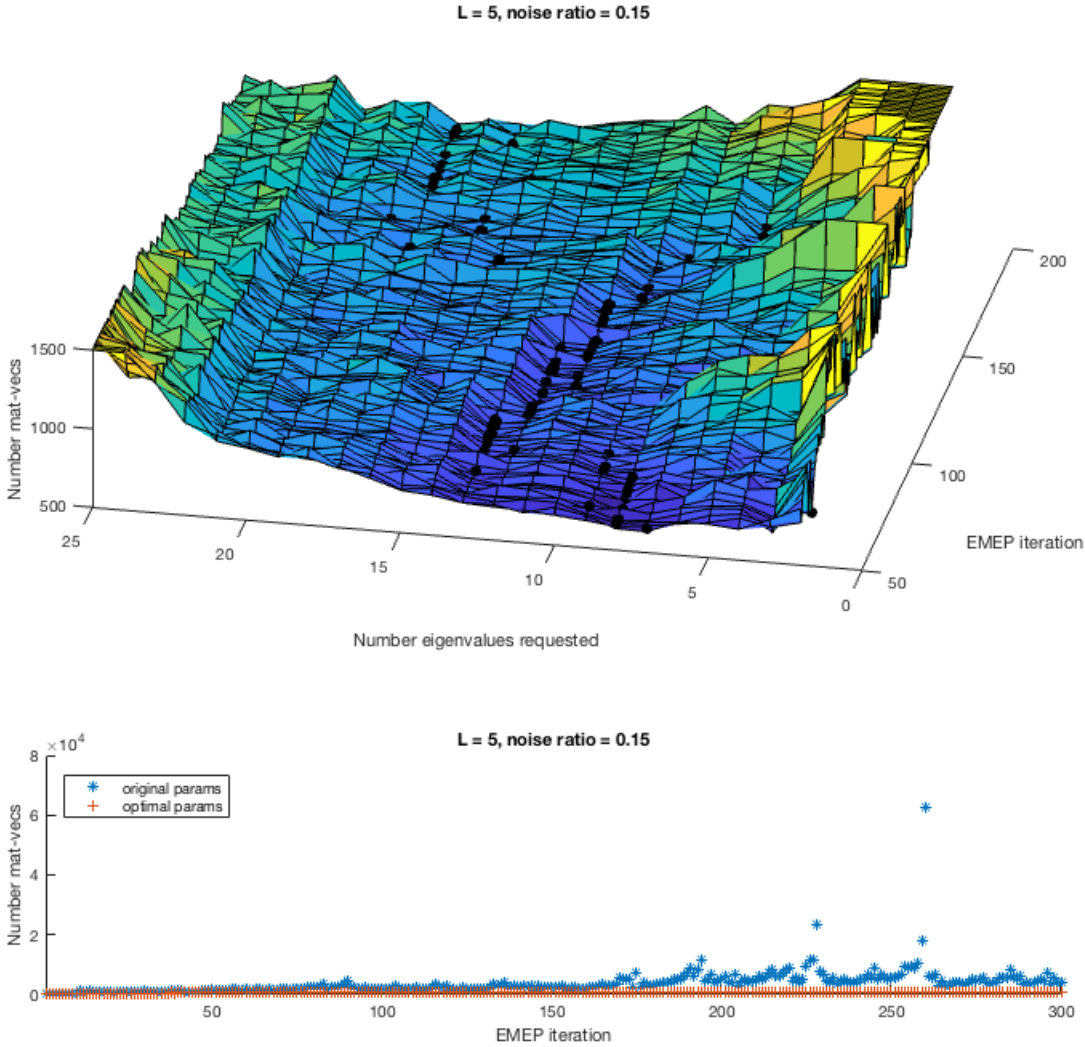 L = 5, noise ratio = 0.15
Number mat-vecs
1500
1000
500
25
20
15
10
5
0
Number eigenvalues requested
50
100
150
200
EMEP iteration
L = 5, noise ratio = 0.15
×10^4
Number mat-vecs
8
6
4
2
0
original params
optimal params
50
100
150
200
250
300
EMEP iteration